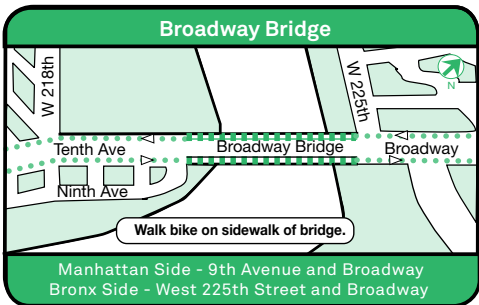 Broadway Bridge
W 218th
W 225th
N
Tenth Ave
Broadway Bridge
Broadway
Ninth Ave
Walk bike on sidewalk of bridge.
Manhattan Side - 9th Avenue and Broadway
Bronx Side - West 225th Street and Broadway